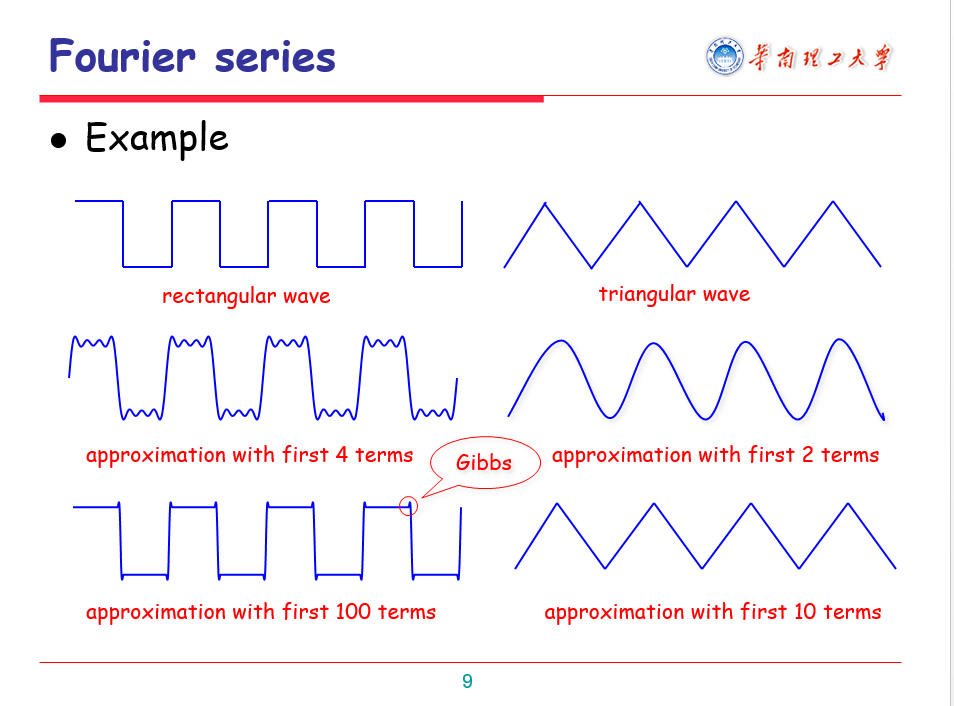 Fourier series
华南理工大学
● Example
rectangular wave
triangular wave
approximation with first 4 terms
Gibbs
approximation with first 2 terms
approximation with first 100 terms
approximation with first 10 terms
9